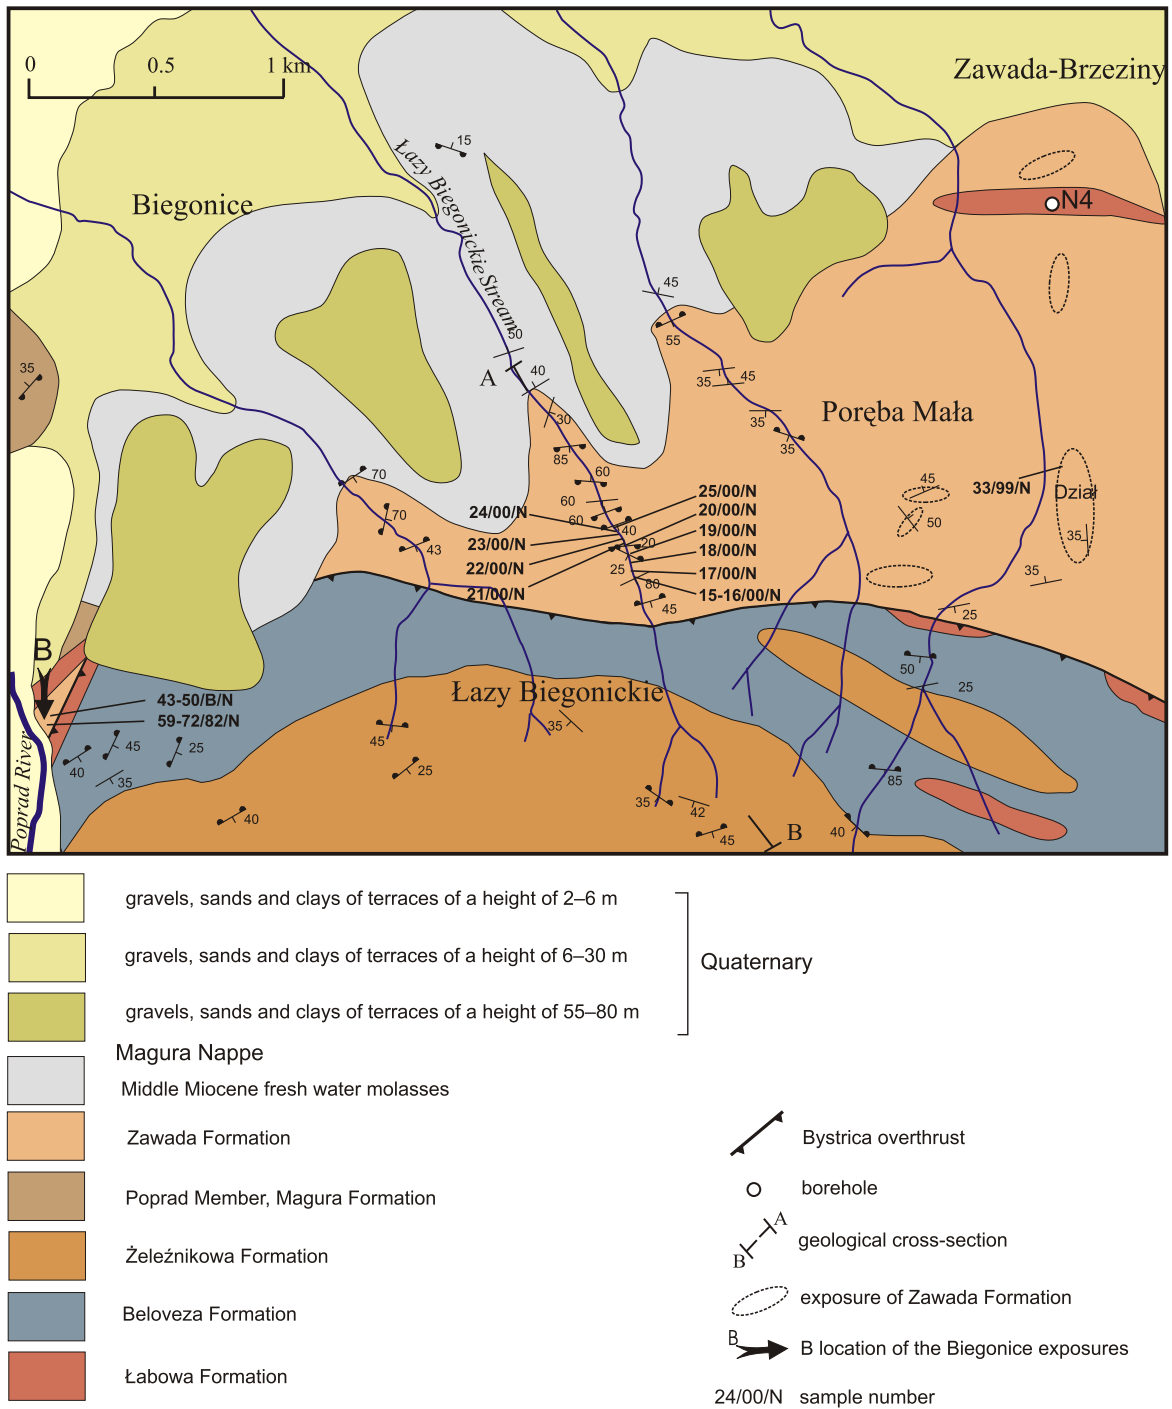 0 0.5 1 km
Zawada-Brzeziny
15
Łazy Biegonickie Stream
Biegonice
N4
45
55
50
A
40
35
35 45
30
35
Poręba Mała
35
85
70
60
45
33/99/N
Dział
25/00/N
60
24/00/N
20/00/N
70
60
50
40
19/00/N
35
23/00/N
43
20
18/00/N
22/00/N
25
17/00/N
35
80
21/00/N
15-16/00/N
45
25
B
50
25
Łazy Biegonickie
43-50/B/N
59-72/82/N
35
45
45
25
40
25
85
35
Poprad River
35
42
40
45
B
40
gravels, sands and clays of terraces of a height of 2–6 m
gravels, sands and clays of terraces of a height of 6–30 m
Quaternary
gravels, sands and clays of terraces of a height of 55–80 m
Magura Nappe
Middle Miocene fresh water molasses
Zawada Formation
Poprad Member, Magura Formation
Żeleźnikowa Formation
Beloveza Formation
Łabowa Formation
Bystrica overthrust
borehole
A
B
geological cross-section
exposure of Zawada Formation
B
B location of the Biegonice exposures
24/00/N sample number